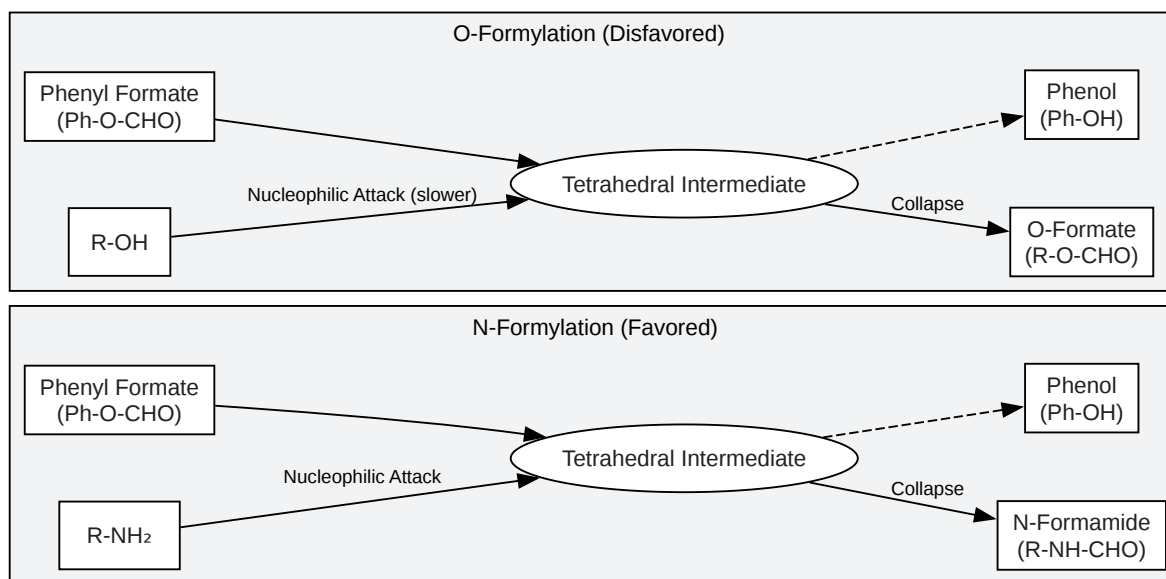 O-Formylation (Disfavored)
Phenyl Formate
(Ph-O-CHO)
Phenol
(Ph-OH)
Nucleophilic Attack (slower)
Tetrahedral Intermediate
Collapse
R-OH
O-Formate
(R-O-CHO)
N-Formylation (Favored)
Phenyl Formate
(Ph-O-CHO)
Phenol
(Ph-OH)
Nucleophilic Attack
Tetrahedral Intermediate
Collapse
R-NH₂
N-Formamide
(R-NH-CHO)